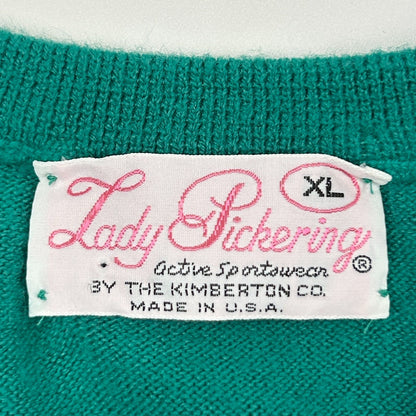 XL
Lady Pickering
Active Sportswear ®
BY THE KIMBERTON CO.
MADE IN U.S.A.